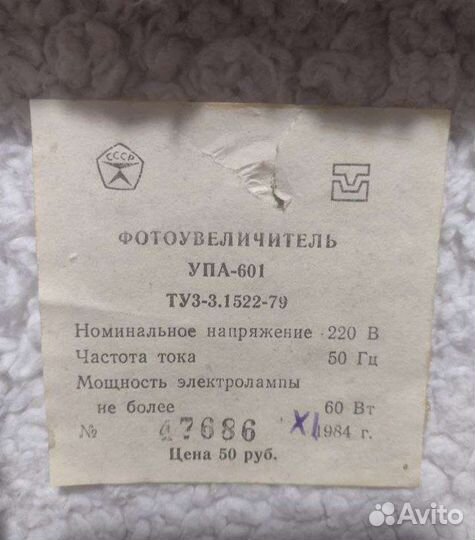 СССР
ФОТОУВЕЛИЧИТЕЛЬ
УПА-601
ТУЗ-3.1522-79
Номинальное напряжение 220 В
Частота тока 50 Гц
Мощность электролампы
не более 60 Вт
№ 47686 XI 1984 г.
Цена 50 руб.
Avito